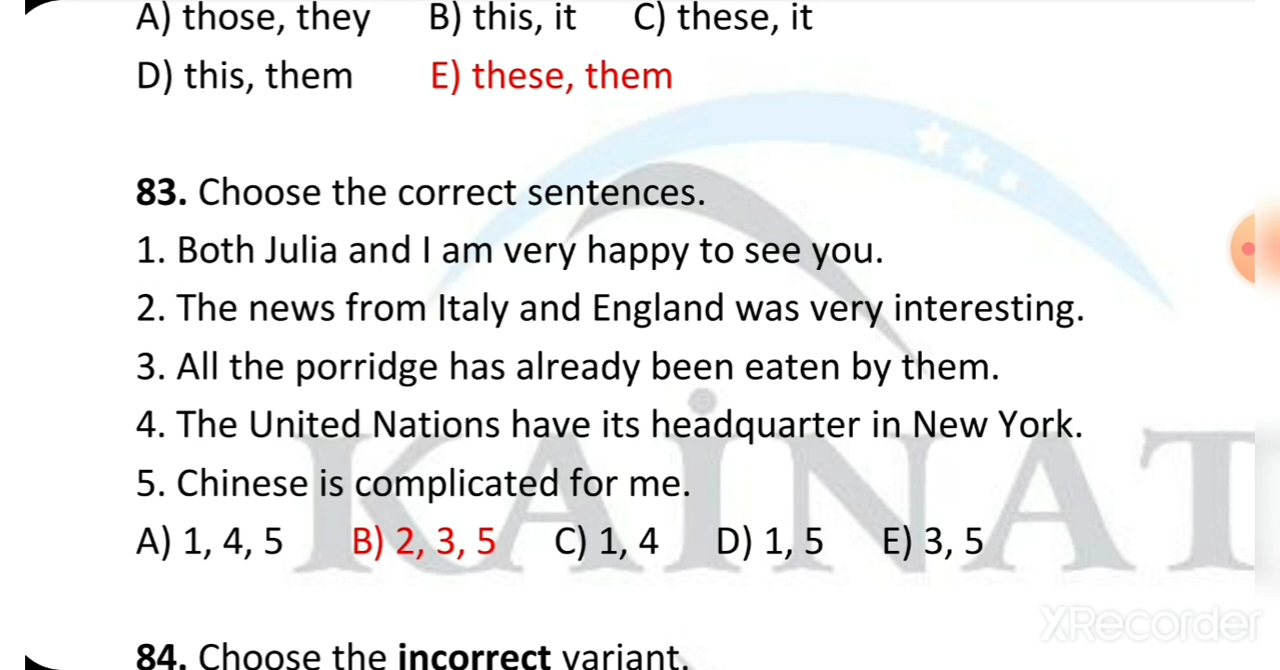 A) those, they B) this, it C) these, it
D) this, them E) these, them
83. Choose the correct sentences.
1. Both Julia and I am very happy to see you.
2. The news from Italy and England was very interesting.
3. All the porridge has already been eaten by them.
4. The United Nations have its headquarter in New York.
5. Chinese is complicated for me.
A) 1, 4, 5 B) 2, 3, 5 C) 1, 4 D) 1, 5 E) 3, 5
KAİNAT
XRecorder
84. Choose the incorrect variant.